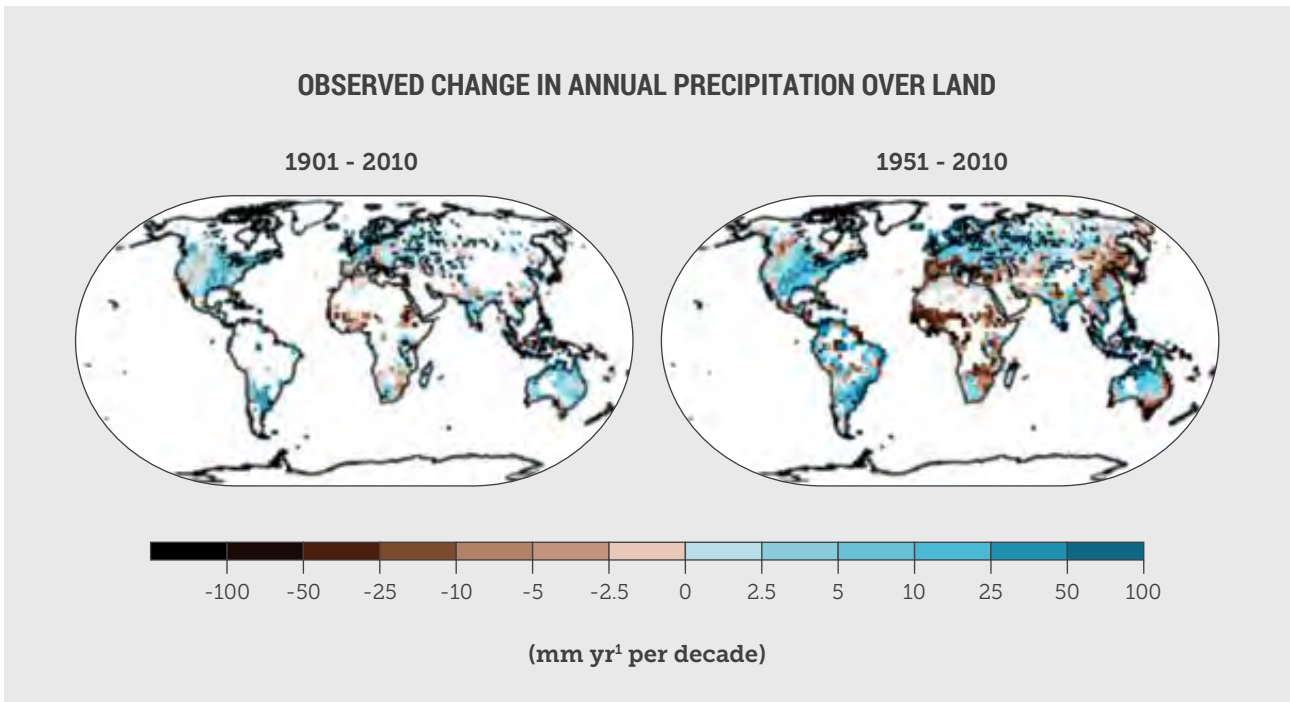 OBSERVED CHANGE IN ANNUAL PRECIPITATION OVER LAND
1901 - 2010 1951 - 2010
-100 -50 -25 -10 -5 -2.5 0 2.5 5 10 25 50 100
(mm yr¹ per decade)